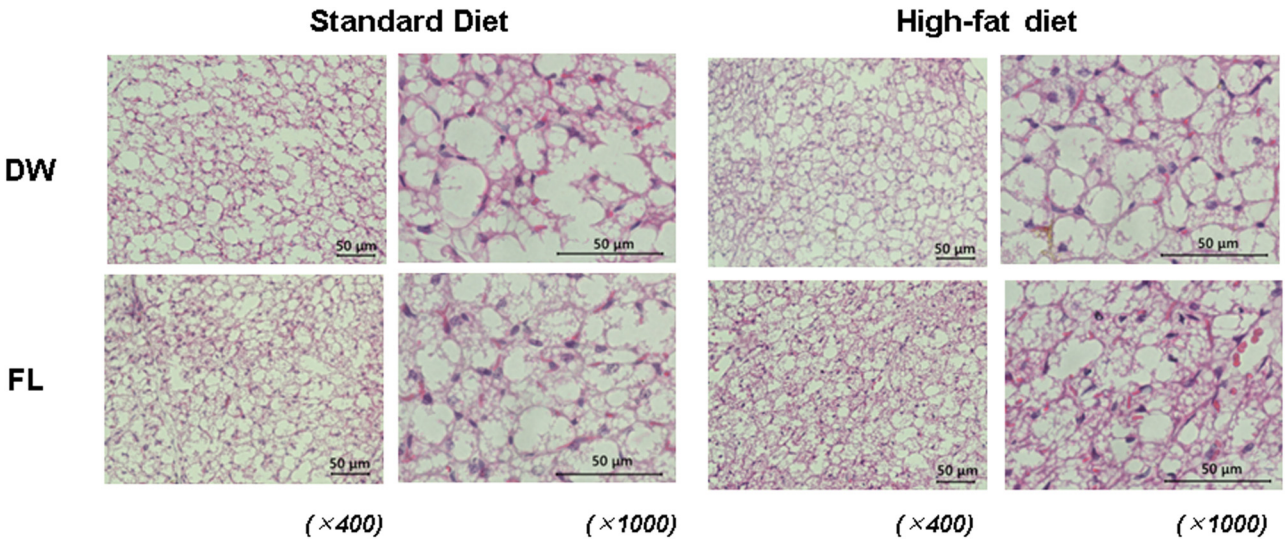 Standard Diet High-fat diet
DW
50 μm 50 μm 50 μm 50 μm
FL
50 μm 50 μm 50 μm 50 μm
(×400) (×1000) (×400) (×1000)